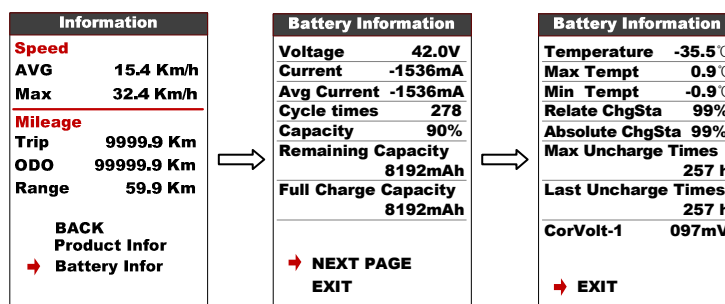 Information
Speed
AVG 15.4 Km/h
Max 32.4 Km/h
Mileage
Trip 9999.9 Km
ODO 99999.9 Km
Range 59.9 Km
BACK
Product Infor
Battery Infor
Battery Information
Voltage 42.0V
Current -1536mA
Avg Current -1536mA
Cycle times 278
Capacity 90%
Remaining Capacity
8192mAh
Full Charge Capacity
8192mAh
NEXT PAGE
EXIT
Battery Information
Temperature -35.5℃
Max Tempt 0.9℃
Min Tempt -0.9℃
Relate ChgSta 99%
Absolute ChgSta 99%
Max Uncharge Times
257 h
Last Uncharge Times
257 h
CorVolt-1 097mV
EXIT